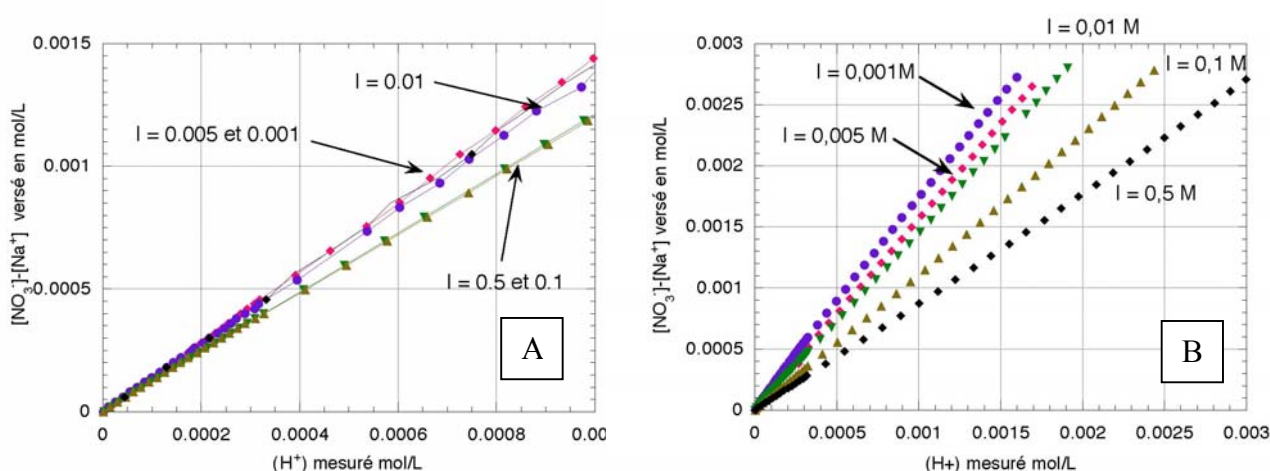 0.0015
0.001
0.0005
0
[NO₃⁻]-[Na⁺] versé en mol/L
I = 0.01
I = 0.005 et 0.001
I = 0.5 et 0.1
A
0 0.0002 0.0004 0.0006 0.0008 0.00
(H⁺) mesuré mol/L
0.003
0.0025
0.002
0.0015
0.001
0.0005
0
[NO₃⁻]-[Na⁺] versé en mol/L
I = 0,01 M
I = 0,001M
I = 0,1 M
I = 0,005 M
I = 0,5 M
B
0 0.0005 0.001 0.0015 0.002 0.0025 0.003
(H+) mesuré mol/L